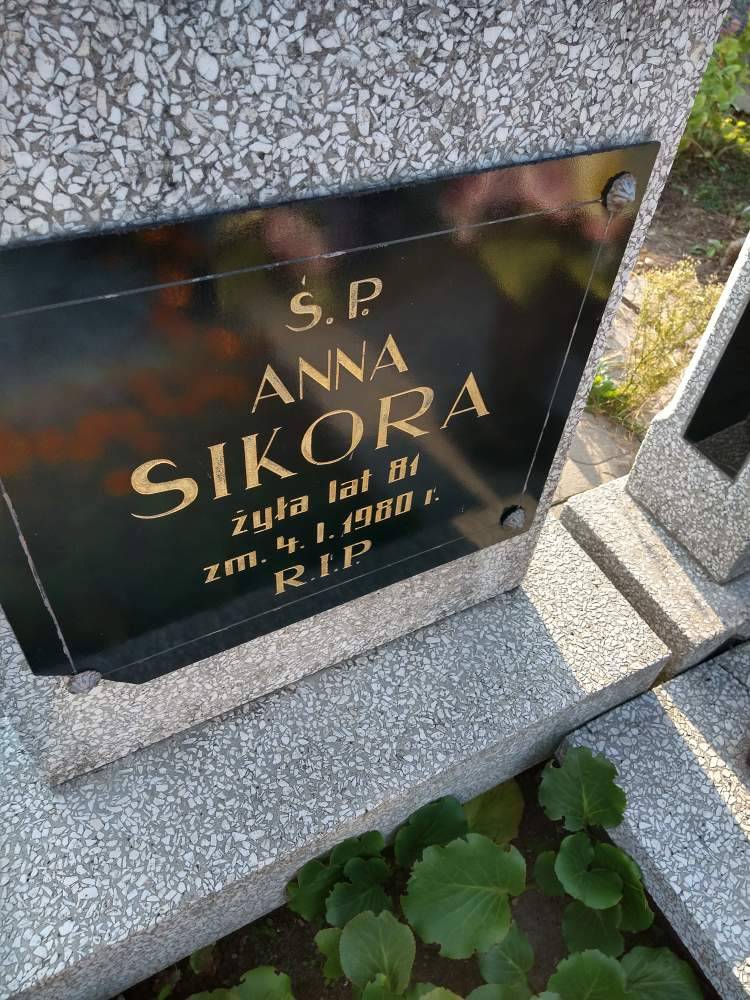 Ś.P.
ANNA
SIKORA
żyła lat 81
zm. 4.I.1980 r.
R.I.P.